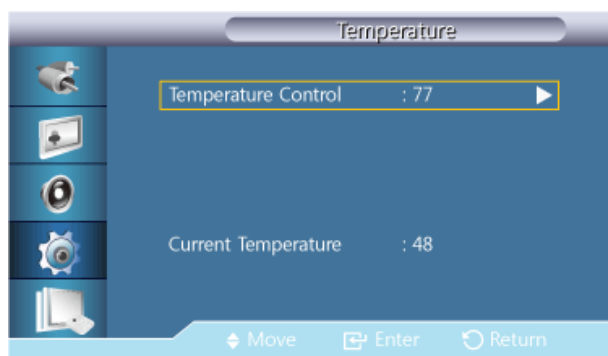 Temperature
Temperature Control : 77
Current Temperature : 48
Move Enter Return